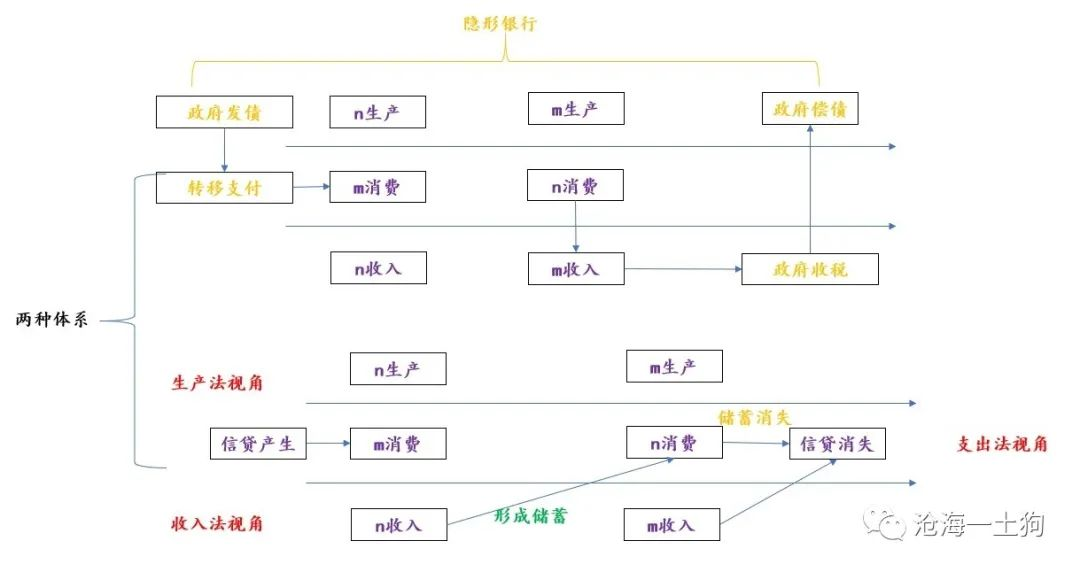 隐形银行
政府发债
n生产
m生产
政府偿债
转移支付
m消费
n消费
n收入
m收入
政府收税
两种体系
n生产
m生产
生产法视角
储蓄消失
信贷产生
m消费
n消费
信贷消失
支出法视角
收入法视角
n收入
形成储蓄
m收入
沧海一土狗